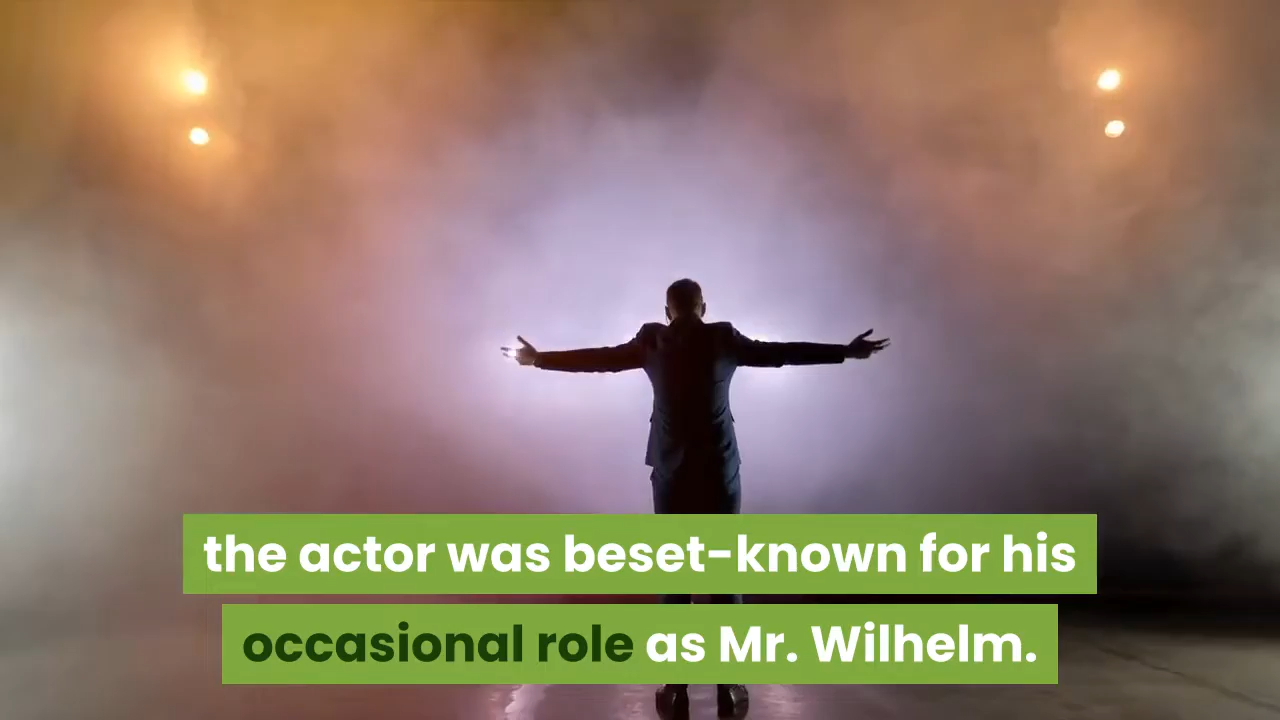 the actor was beset-known for his
occasional role as Mr. Wilhelm.